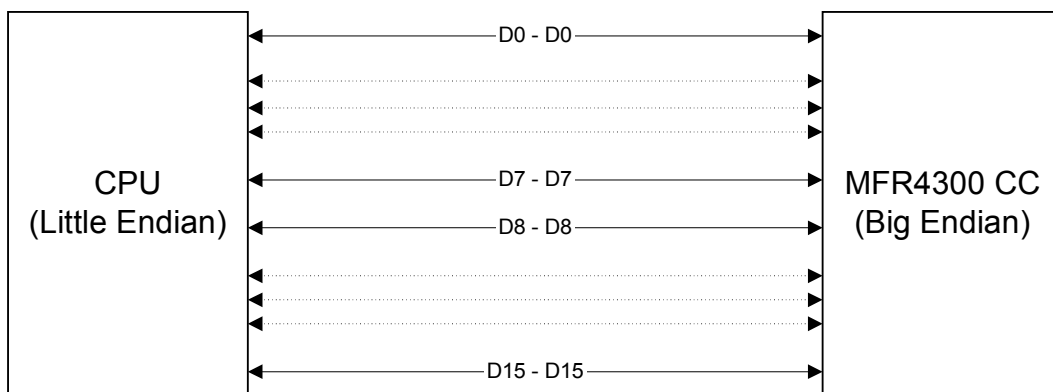 D0 - D0
D7 - D7
CPU
(Little Endian)
MFR4300 CC
(Big Endian)
D8 - D8
D15 - D15